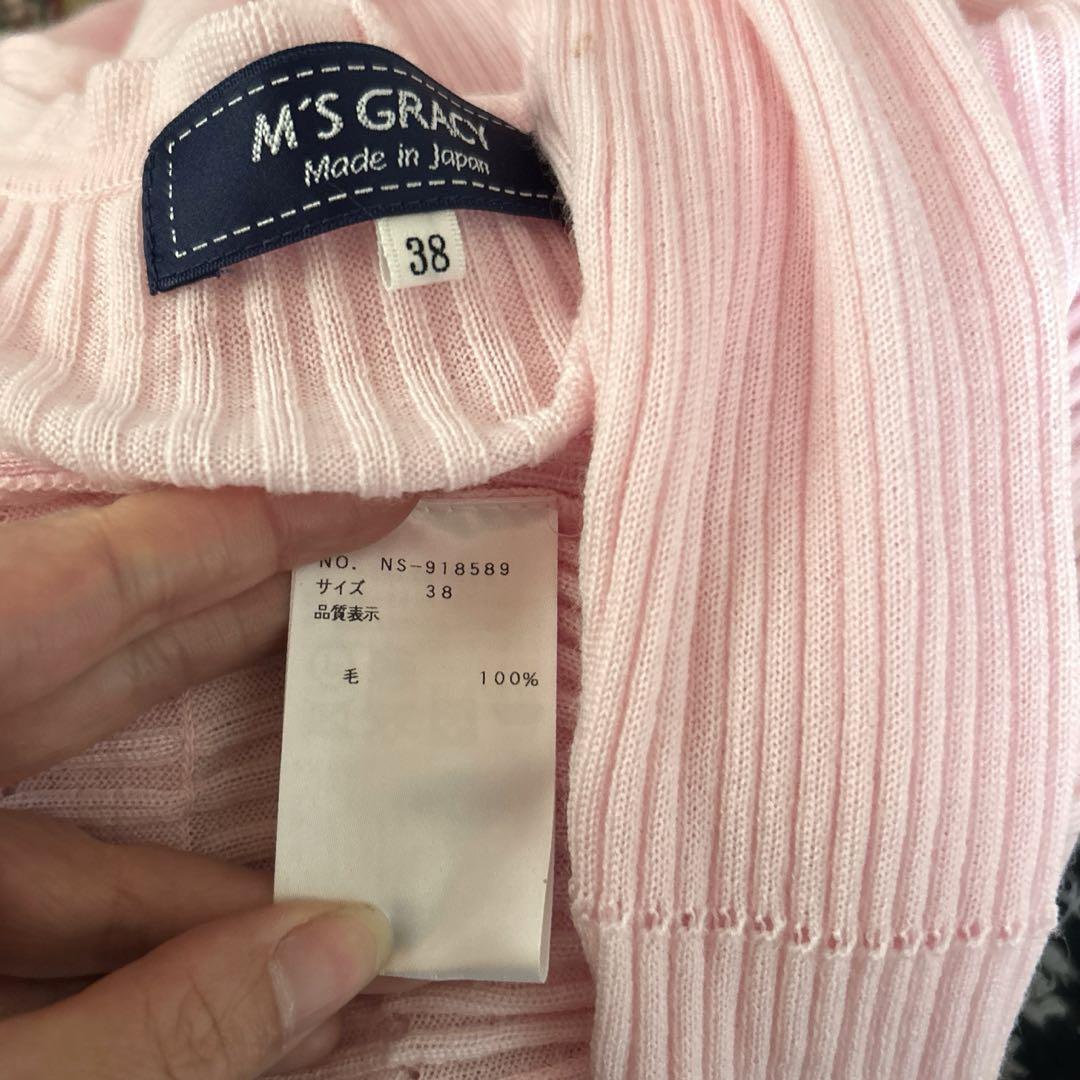 M'S GRACY
Made in Japan
38
NO. NS-918589
サイズ 38
品質表示
毛 100%